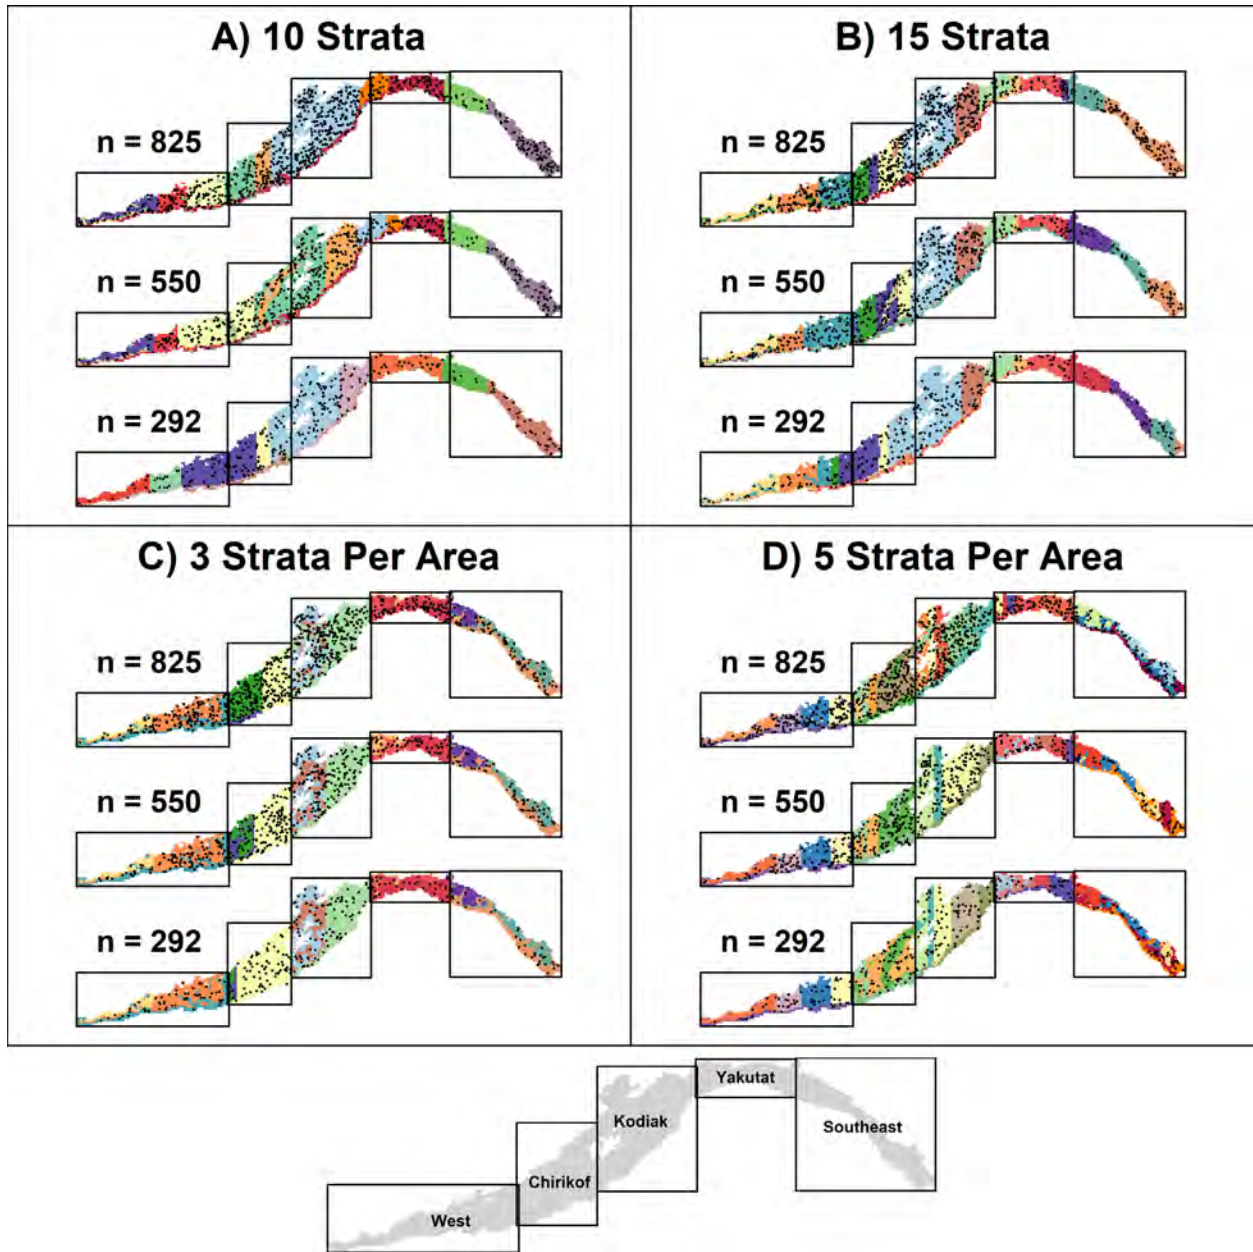 A) 10 Strata
n = 825
n = 550
n = 292
B) 15 Strata
n = 825
n = 550
n = 292
C) 3 Strata Per Area
n = 825
n = 550
n = 292
D) 5 Strata Per Area
n = 825
n = 550
n = 292
Yakutat
Kodiak
Southeast
Chirikof
West